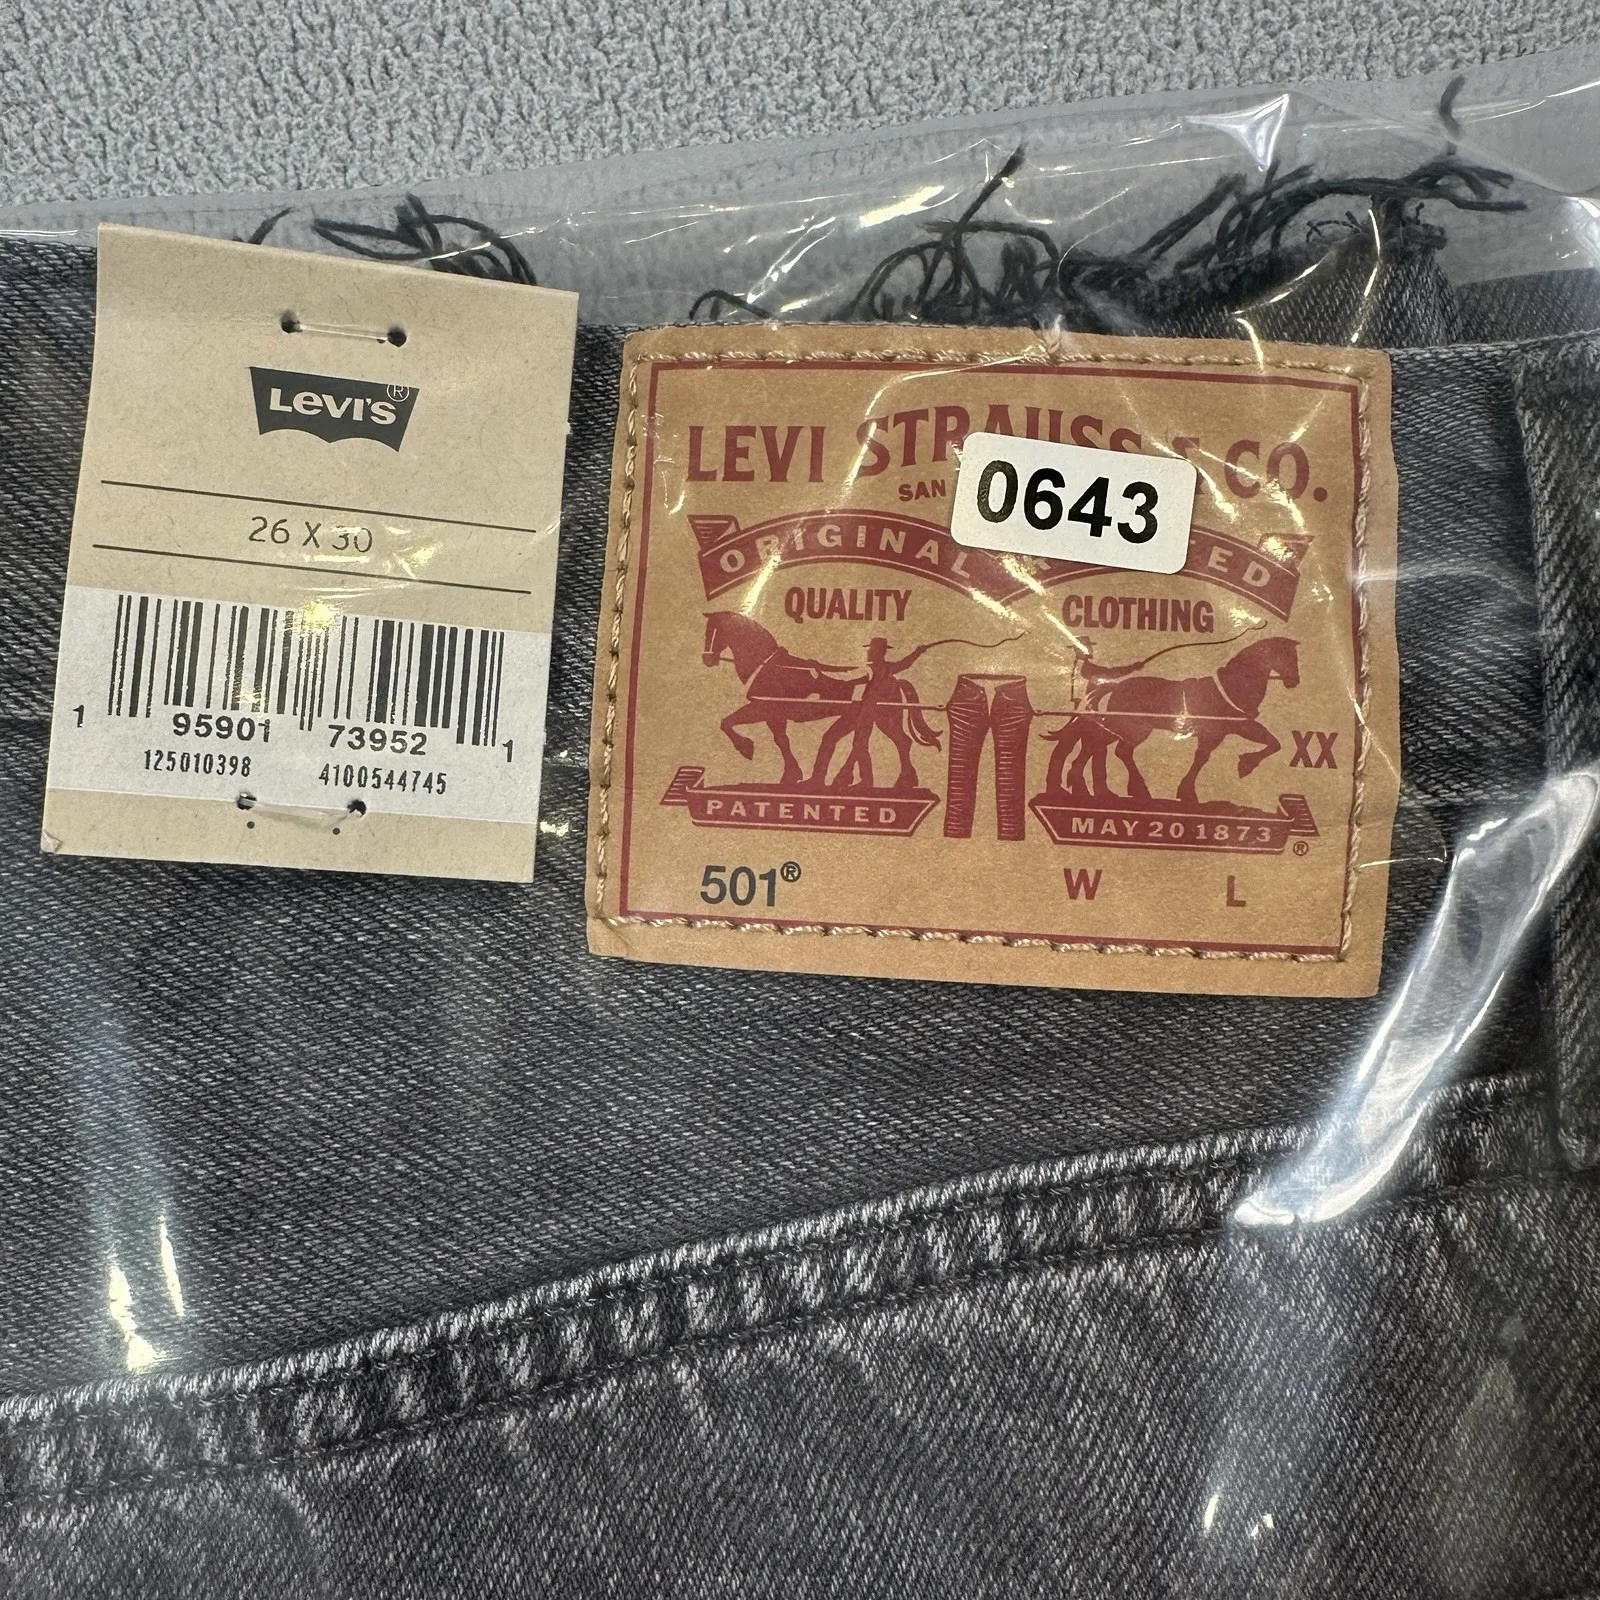 LEVI'S®
26 X 30
1 95901 73952 1
125010398 4100544745
LEVI STRAUSS & CO.
SAN
0643
ORIGINAL
QUALITY CLOTHING
XX
PATENTED MAY 20 1873 ®
501® W L